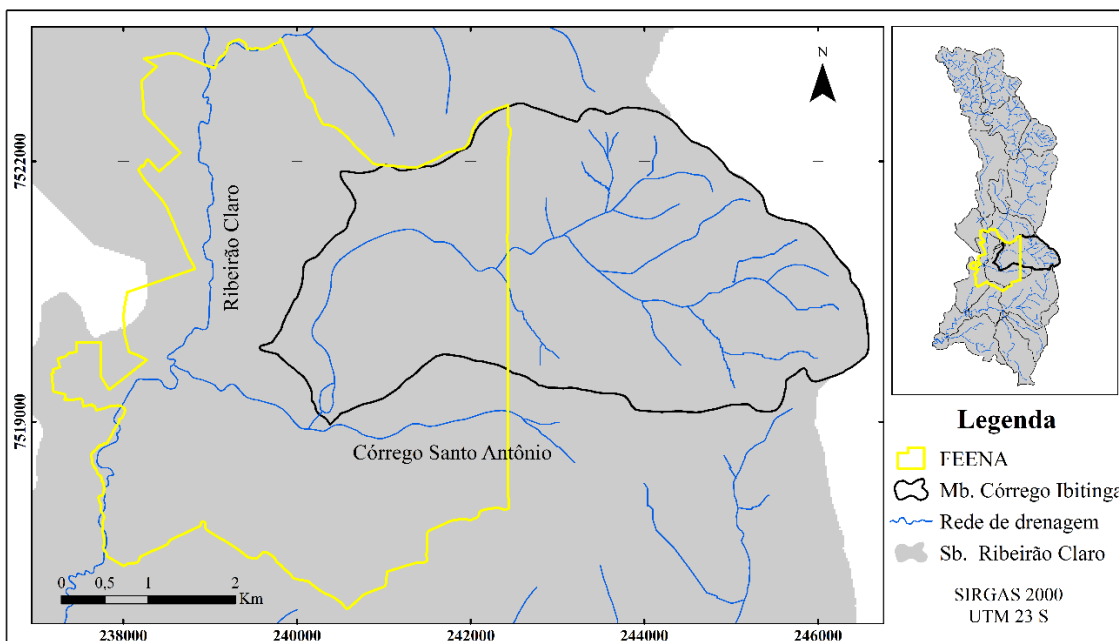 N
7522000
7519000
Ribeirão Claro
Córrego Santo Antônio
0 0,5 1 2
Km
238000 240000 242000 244000 246000
Legenda
FEENA
Mb. Córrego Ibitinga
Rede de drenagem
Sb. Ribeirão Claro
SIRGAS 2000
UTM 23 S